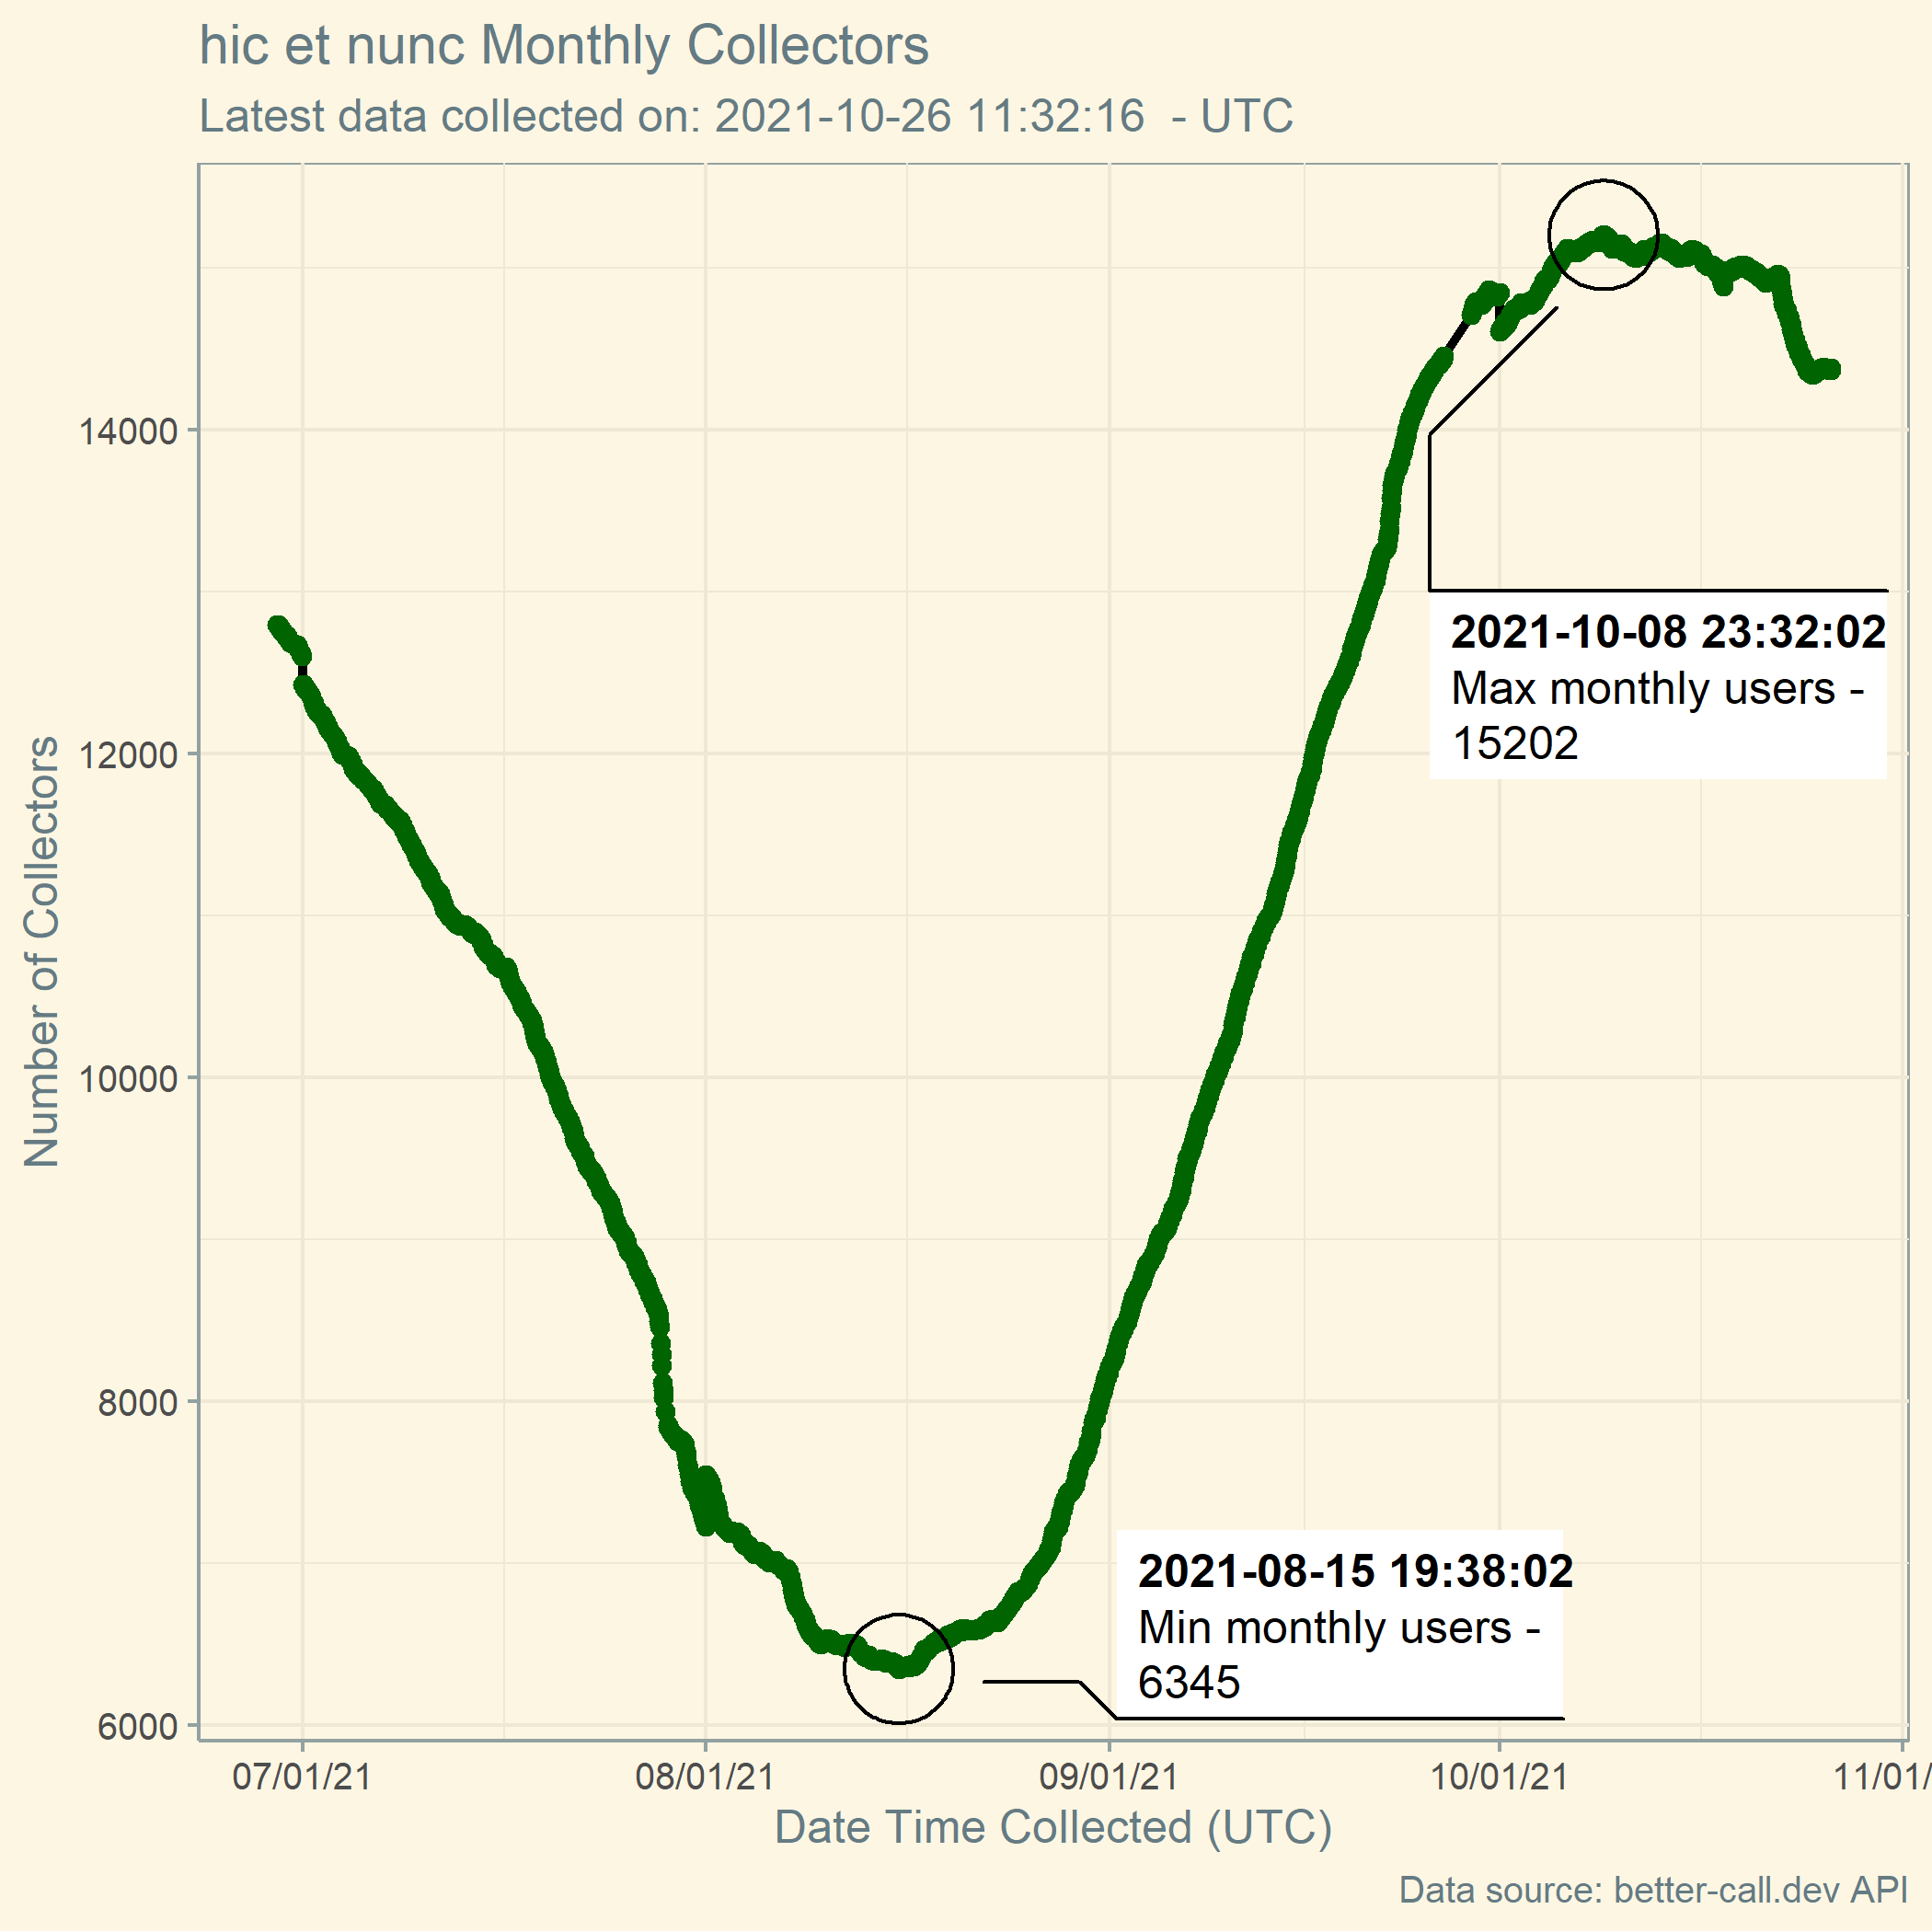 hic et nunc Monthly Collectors
Latest data collected on: 2021-10-26 11:32:16  - UTC
Number of Collectors
14000
12000
10000
8000
6000
2021-10-08 23:32:02
Max monthly users -
15202
2021-08-15 19:38:02
Min monthly users -
6345
07/01/21
08/01/21
09/01/21
10/01/21
11/01/
Date Time Collected (UTC)
Data source: better-call.dev API